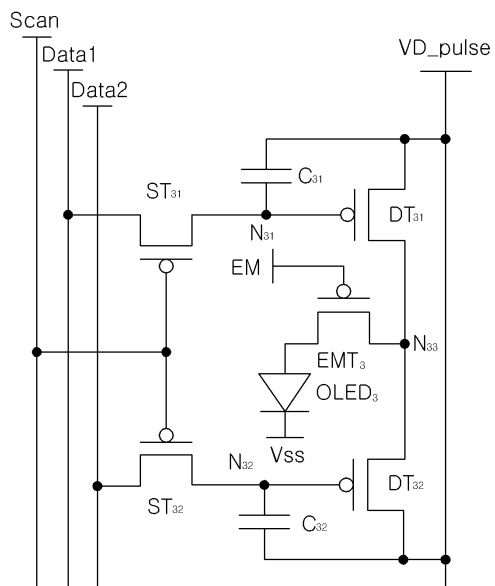 Scan
Data1
VD_pulse
Data2
ST31
C31
DT31
N31
EM
N33
EMT3
OLED3
Vss
N32
DT32
ST32
C32